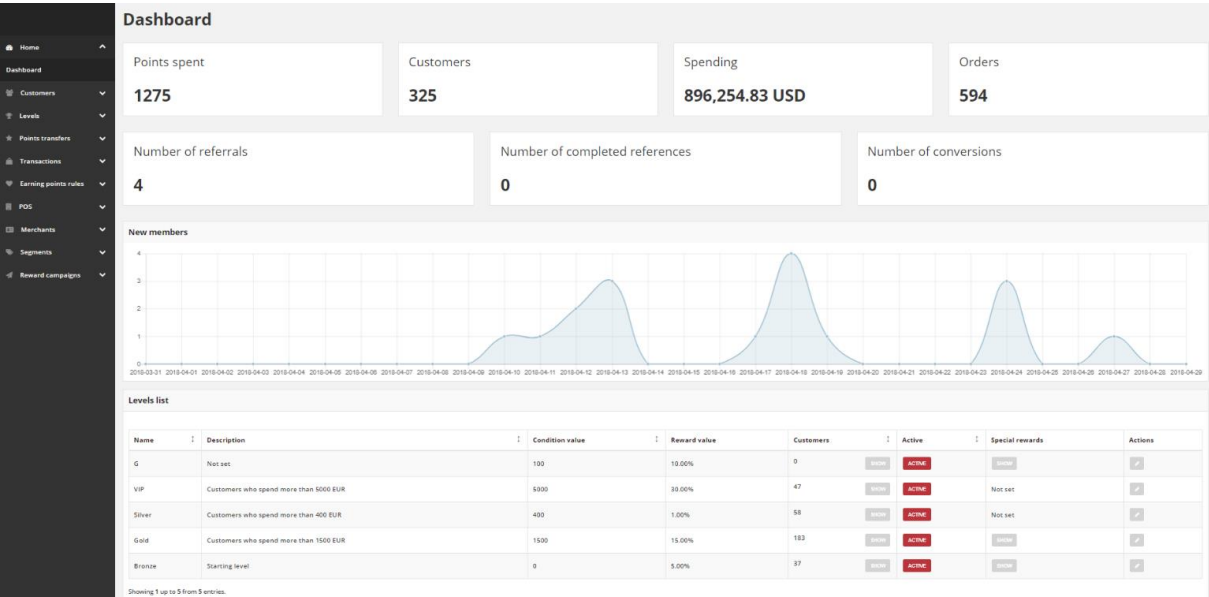 Dashboard
Home
Dashboard
Customers
Levels
Points transfers
Transactions
Earning points rules
POS
Merchants
Segments
Reward campaigns
Points spent
1275
Customers
325
Spending
896,254.83 USD
Orders
594
Number of referrals
4
Number of completed references
0
Number of conversions
0
New members
4
3
2
1
0
2018-03-31 2018-04-01 2018-04-02 2018-04-03 2018-04-04 2018-04-05 2018-04-06 2018-04-07 2018-04-08 2018-04-09 2018-04-10 2018-04-11 2018-04-12 2018-04-13 2018-04-14 2018-04-15 2018-04-16 2018-04-17 2018-04-18 2018-04-19 2018-04-20 2018-04-21 2018-04-22 2018-04-23 2018-04-24 2018-04-25 2018-04-26 2018-04-27 2018-04-28 2018-04-29
Levels list
Name Description Condition value Reward value Customers Active Special rewards Actions
G Not set 100 10.00% 0 SHOW ACTIVE SHOW
VIP Customers who spend more than 5000 EUR 5000 30.00% 47 SHOW ACTIVE Not set
Silver Customers who spend more than 400 EUR 400 1.00% 58 SHOW ACTIVE Not set
Gold Customers who spend more than 1500 EUR 1500 15.00% 183 SHOW ACTIVE SHOW
Bronze Starting level 0 5.00% 37 SHOW ACTIVE SHOW
Showing 1 up to 5 from 5 entries.